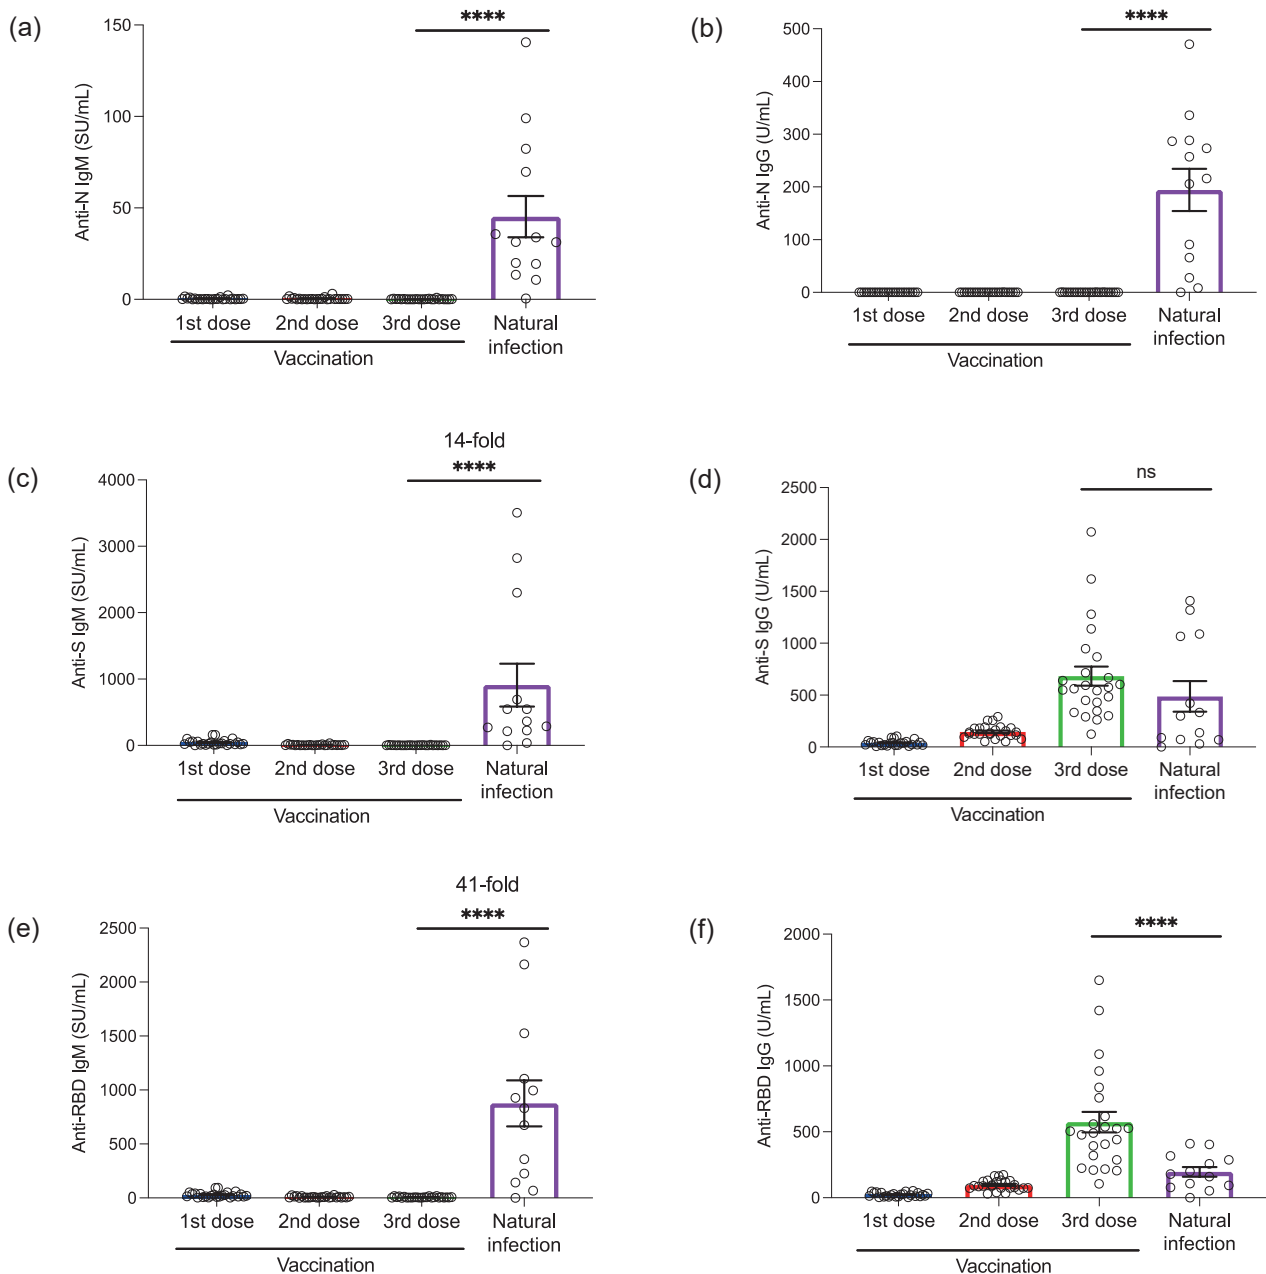 (a)
****
Anti-N IgM (SU/mL)
150
100
50
0
1st dose 2nd dose 3rd dose Natural
infection
Vaccination
(b)
****
Anti-N IgG (U/mL)
500
400
300
200
100
0
1st dose 2nd dose 3rd dose Natural
infection
Vaccination
(c)
14-fold
****
Anti-S IgM (SU/mL)
4000
3000
2000
1000
0
1st dose 2nd dose 3rd dose Natural
infection
Vaccination
(d)
ns
Anti-S IgG (U/mL)
2500
2000
1500
1000
500
0
1st dose 2nd dose 3rd dose Natural
infection
Vaccination
(e)
41-fold
****
Anti-RBD IgM (SU/mL)
2500
2000
1500
1000
500
0
1st dose 2nd dose 3rd dose Natural
infection
Vaccination
(f)
****
Anti-RBD IgG (U/mL)
2000
1500
1000
500
0
1st dose 2nd dose 3rd dose Natural
infection
Vaccination